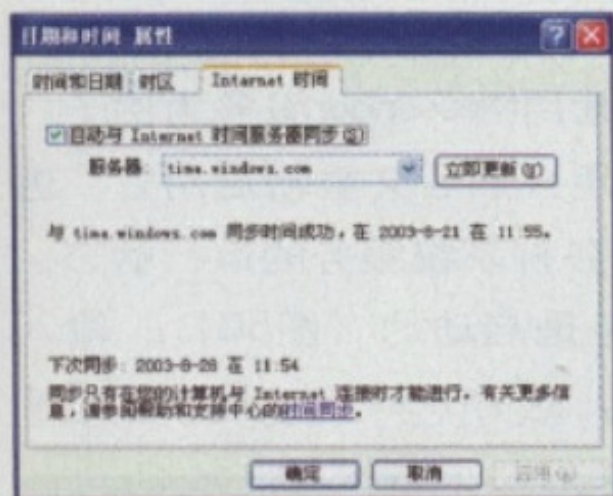 日期和时间 属性
时间和日期 时区 Internet 时间
自动与 Internet 时间服务器同步(S)
服务器: time.windows.com 立即更新(U)
与 time.windows.com 同步时间成功，在 2003-8-21 在 11:55。
下次同步: 2003-8-28 在 11:54
同步只有在您的计算机与 Internet 连接时才能进行。有关更多信
息，请参阅帮助和支持中心的时间同步。
确定 取消 应用(A)